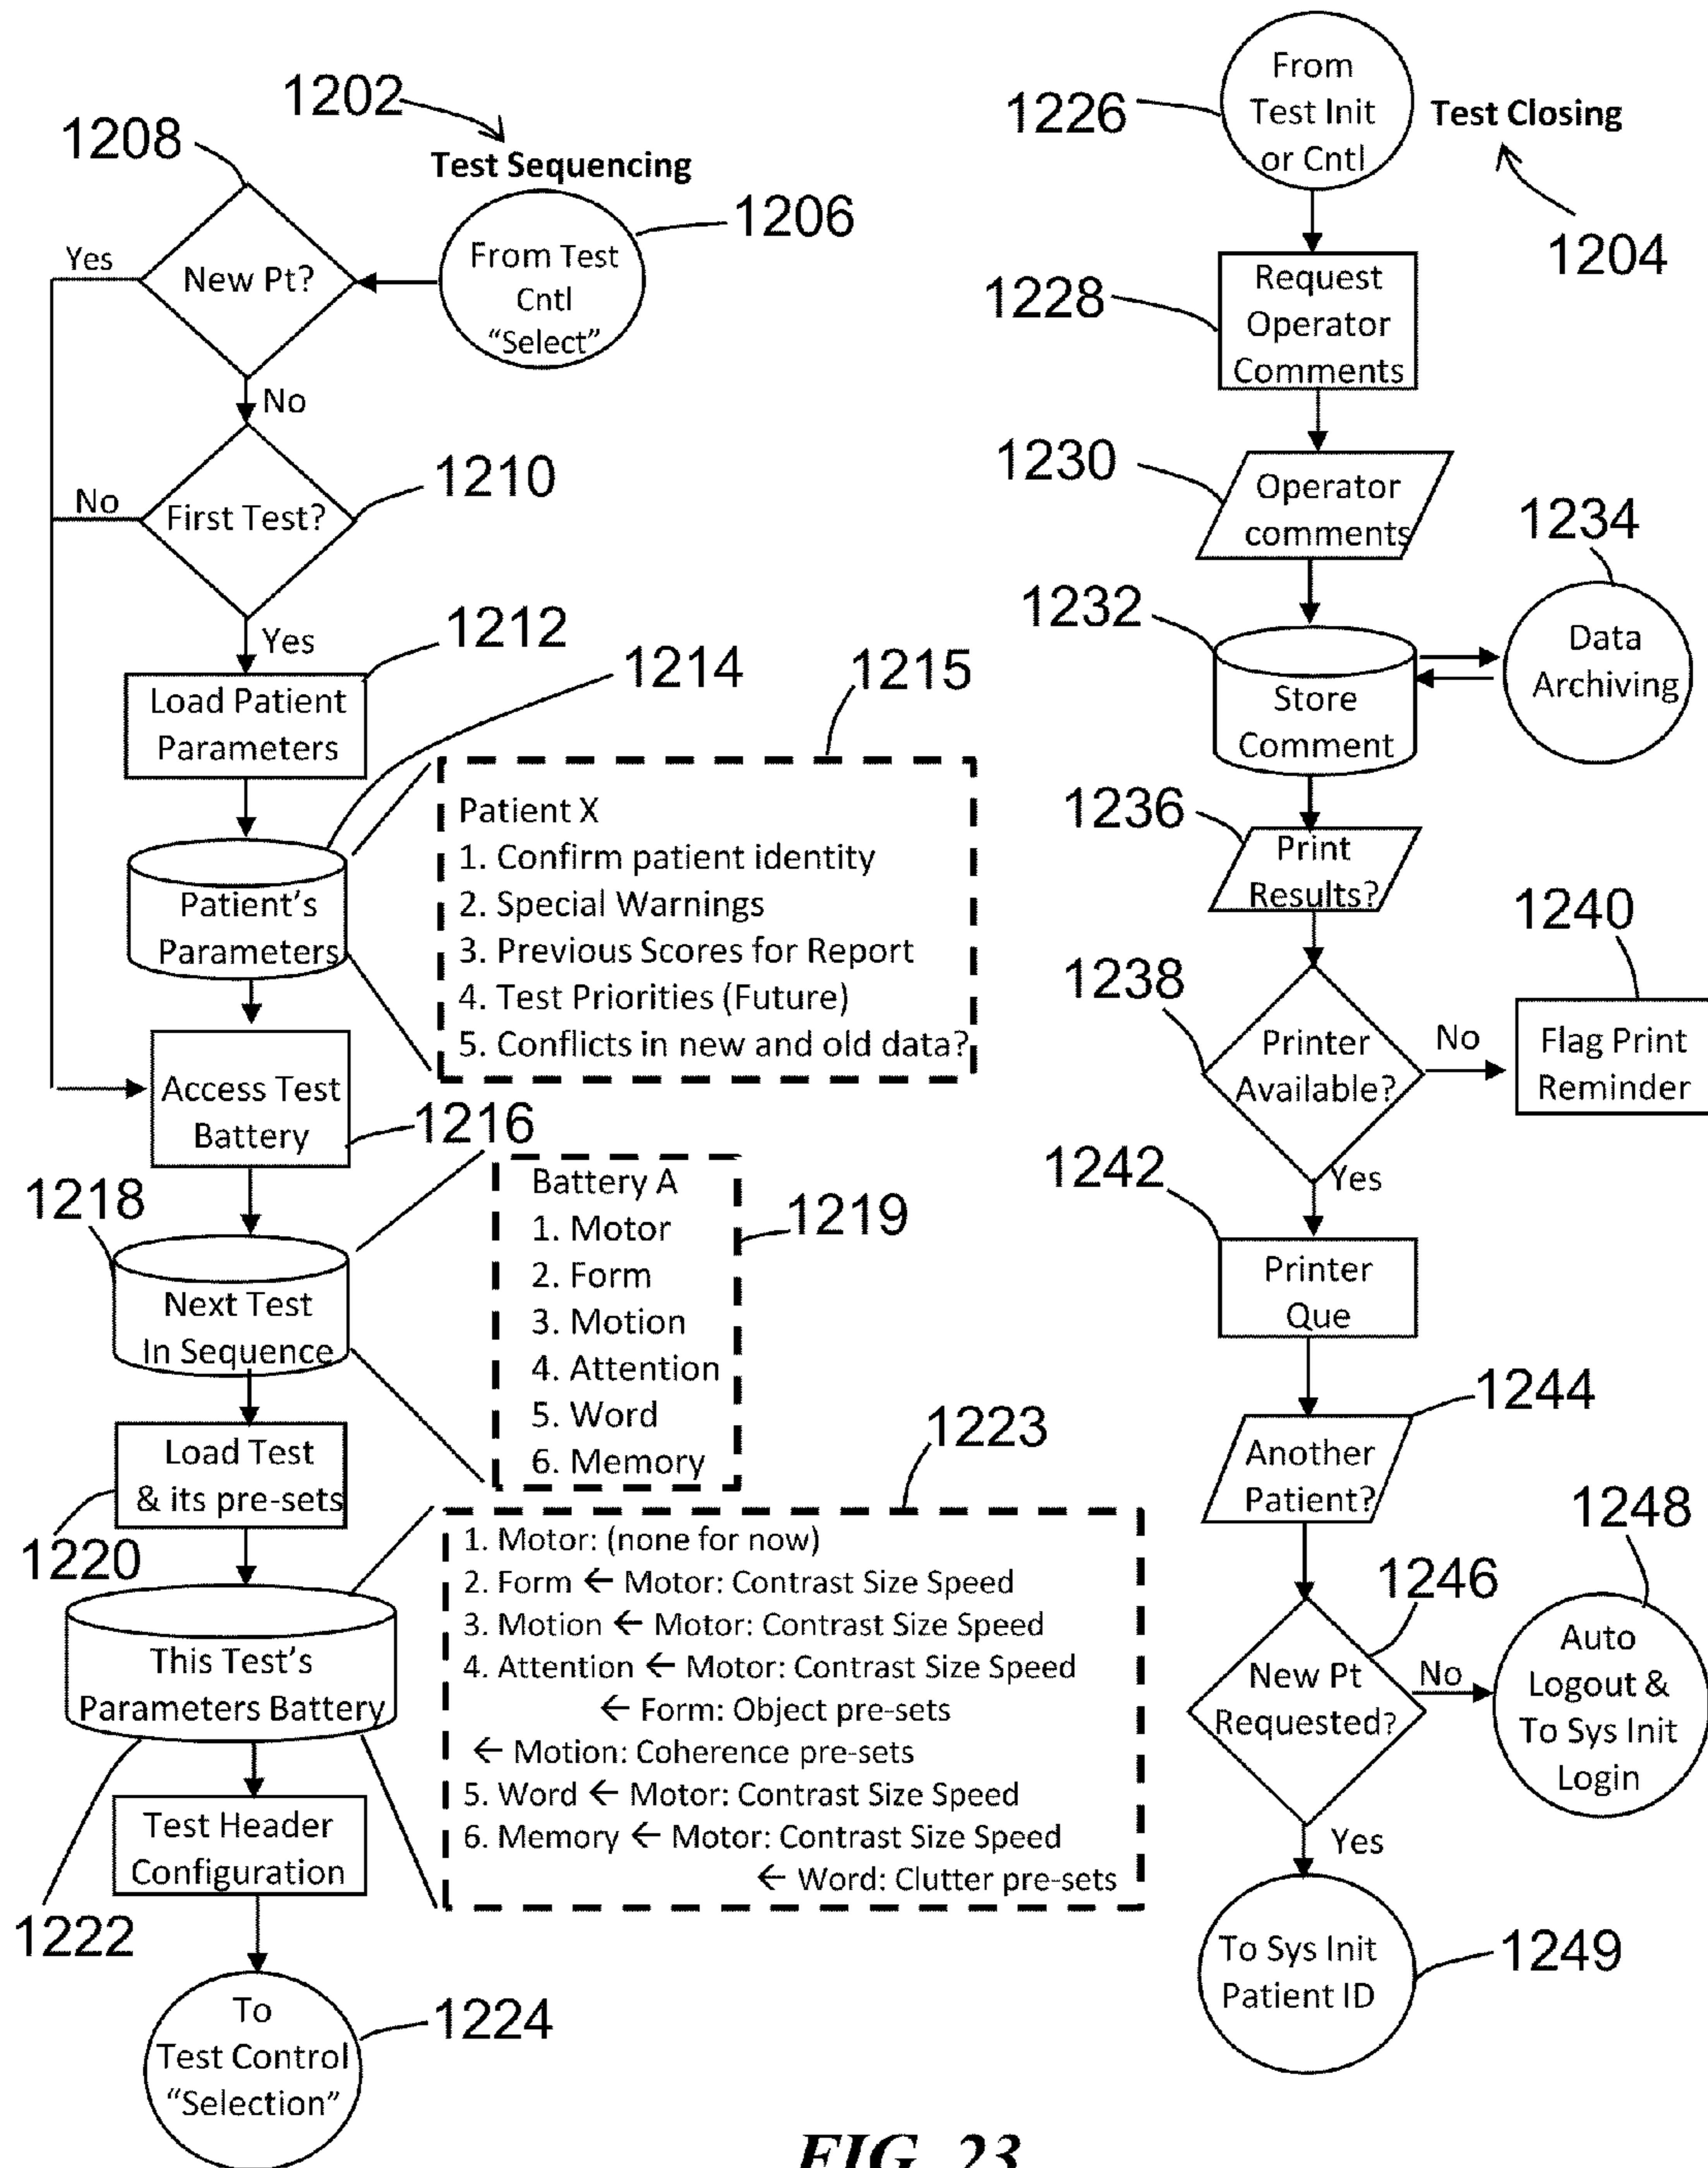 1202
Test Sequencing
1208
1206
From Test
Cntl
“Select”
New Pt?
Yes
No
1210
First Test?
No
Yes
1212
Load Patient
Parameters
1214
1215
Patient’s
Parameters
Patient X
1. Confirm patient identity
2. Special Warnings
3. Previous Scores for Report
4. Test Priorities (Future)
5. Conflicts in new and old data?
Access Test
Battery
1216
1218
Next Test
In Sequence
Battery A
1. Motor
2. Form
3. Motion
4. Attention
5. Word
6. Memory
1219
Load Test
& its pre-sets
1220
1223
This Test’s
Parameters Battery
1. Motor: (none for now)
2. Form ← Motor: Contrast Size Speed
3. Motion ← Motor: Contrast Size Speed
4. Attention ← Motor: Contrast Size Speed
← Form: Object pre-sets
← Motion: Coherence pre-sets
5. Word ← Motor: Contrast Size Speed
6. Memory ← Motor: Contrast Size Speed
← Word: Clutter pre-sets
1222
Test Header
Configuration
To
Test Control
“Selection”
1224
1226
From
Test Init
or Cntl
Test Closing
1204
1228
Request
Operator
Comments
1230
Operator
comments
1232
Store
Comment
1234
Data
Archiving
1236
Print
Results?
1238
Printer
Available?
No
1240
Flag Print
Reminder
Yes
1242
Printer
Que
1244
Another
Patient?
1246
New Pt
Requested?
No
1248
Auto
Logout &
To Sys Init
Login
Yes
To Sys Init
Patient ID
1249
FIG. 23